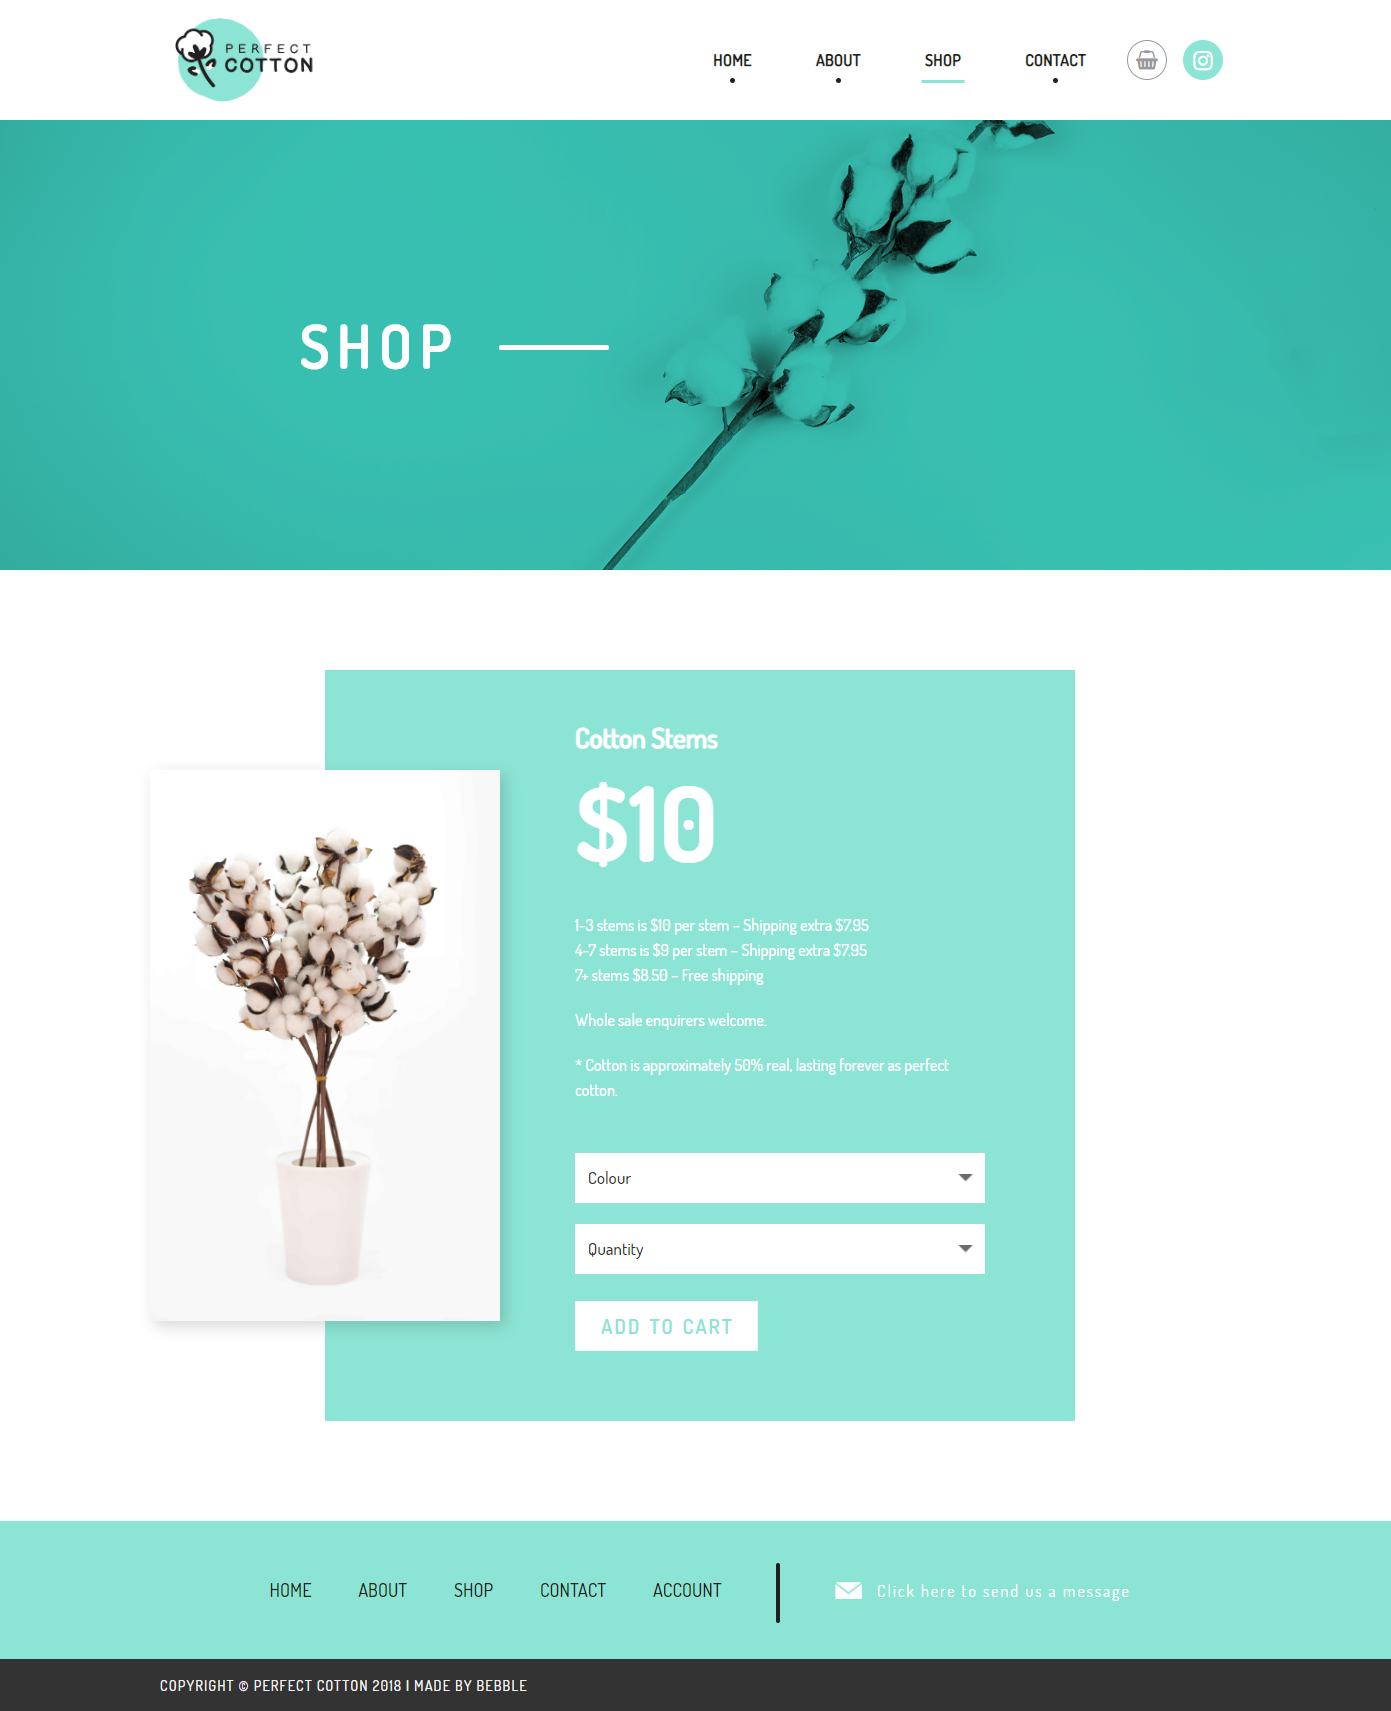 PERFECT
COTTON
HOME ABOUT SHOP CONTACT
SHOP
Cotton Stems
$10
1-3 stems is $10 per stem – Shipping extra $7.95
4-7 stems is $9 per stem – Shipping extra $7.95
7+ stems $8.50 – Free shipping
Whole sale enquirers welcome.
* Cotton is approximately 50% real, lasting forever as perfect
cotton.
Colour
Quantity
ADD TO CART
HOME ABOUT SHOP CONTACT ACCOUNT
Click here to send us a message
COPYRIGHT © PERFECT COTTON 2018 | MADE BY BEBBLE